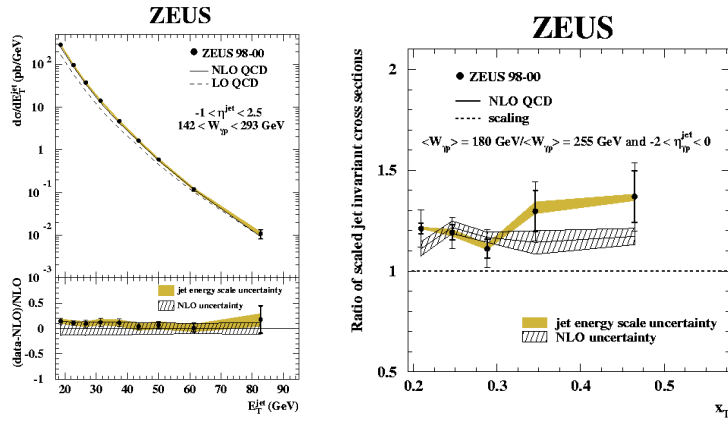 ZEUS
dσ/dE_T^jet (pb/GeV)
ZEUS 98-00
NLO QCD
LO QCD
-1 < η^jet < 2.5
142 < W_γp < 293 GeV
10^2
10
1
10^-1
10^-2
10^-3
(data-NLO)/NLO
jet energy scale uncertainty
NLO uncertainty
0.5
0
-0.5
-1
20 30 40 50 60 70 80 90
E_T^jet (GeV)
ZEUS
Ratio of scaled jet invariant cross sections
ZEUS 98-00
NLO QCD
scaling
<W_γp> = 180 GeV/<W_γp> = 255 GeV and -2 < η_γp^jet < 0
2
1.5
1
0.5
jet energy scale uncertainty
NLO uncertainty
0.2 0.3 0.4 0.5
x_T